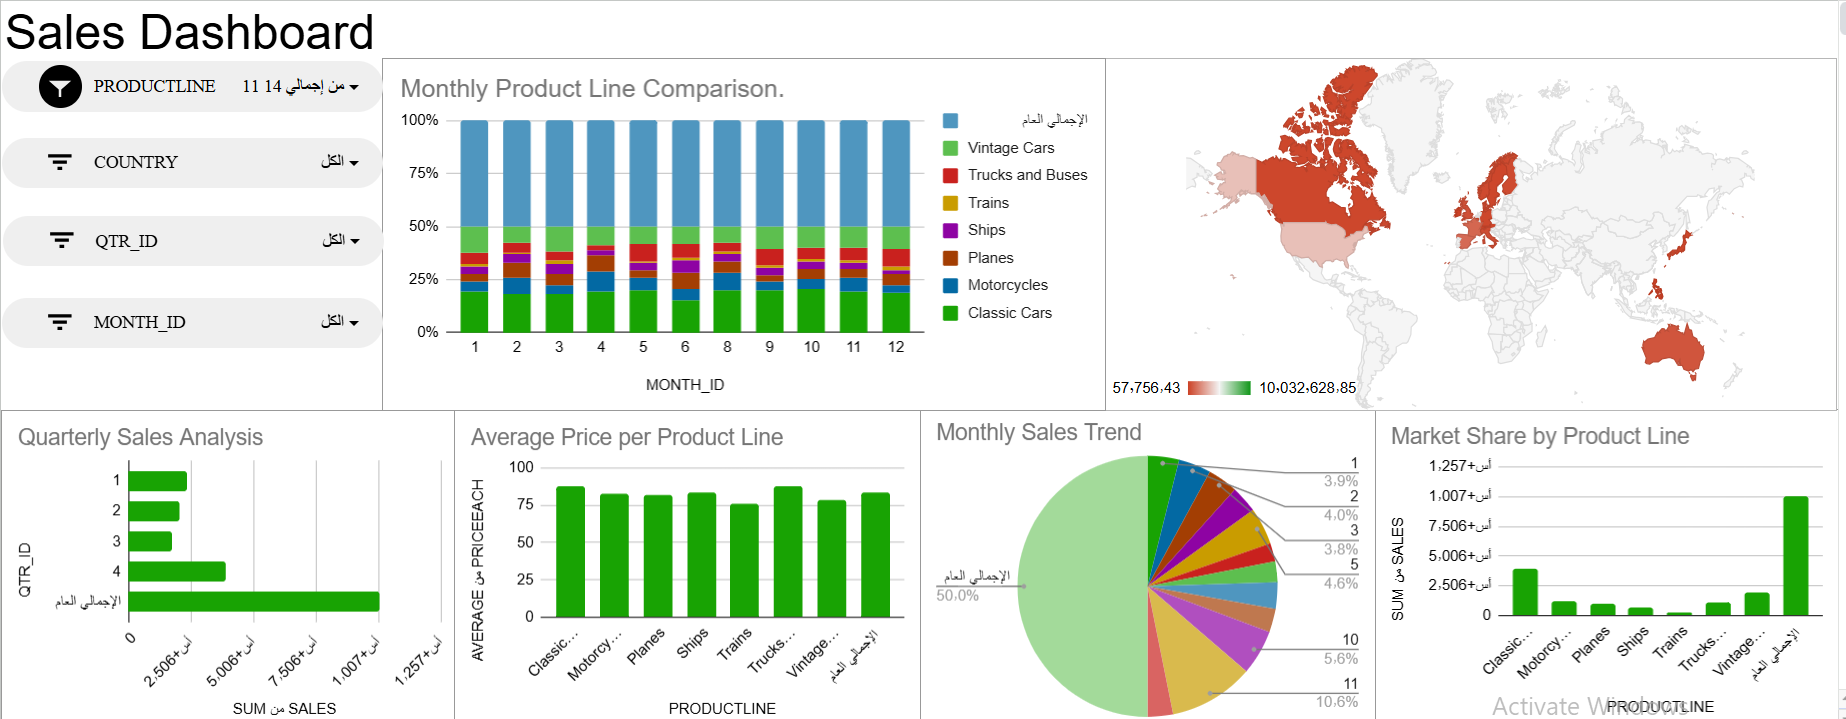 Sales Dashboard
PRODUCTLINE
11 من إجمالي 14
COUNTRY
الكل
QTR_ID
الكل
MONTH_ID
الكل
Monthly Product Line Comparison.
100%
75%
50%
25%
0%
1 2 3 4 5 6 8 9 10 11 12
MONTH_ID
الإجمالي العام
Vintage Cars
Trucks and Buses
Trains
Ships
Planes
Motorcycles
Classic Cars
57,756,43
10,032,628,85
Quarterly Sales Analysis
QTR_ID
1
2
3
4
الإجمالي العام
0
2,506+أس
5,006+أس
7,506+أس
1,007+أس
1,257+أس
SUM من SALES
Average Price per Product Line
AVERAGE من PRICEEACH
100
75
50
25
0
Classic…
Motorcy…
Planes
Ships
Trains
Trucks…
Vintage…
الإجمالي العام
PRODUCTLINE
Monthly Sales Trend
1
3,9%
2
4,0%
3
3,8%
5
4,6%
10
5,6%
11
10,6%
الإجمالي العام
50,0%
Market Share by Product Line
SUM من SALES
1,257+أس
1,007+أس
7,506+أس
5,006+أس
2,506+أس
0
Classic…
Motorcy…
Planes
Ships
Trains
Trucks…
Vintage…
الإجمالي العام
PRODUCTLINE
Activate Windows